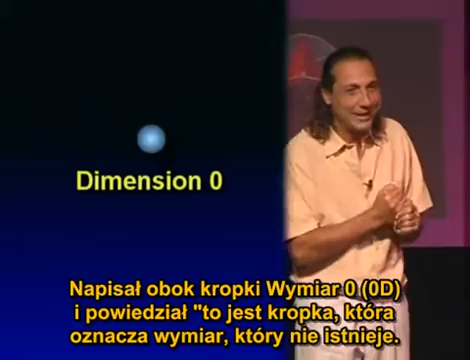 Dimension 0
Napisał obok kropki Wymiar 0 (0D)
i powiedział "to jest kropka, która
oznacza wymiar, który nie istnieje.